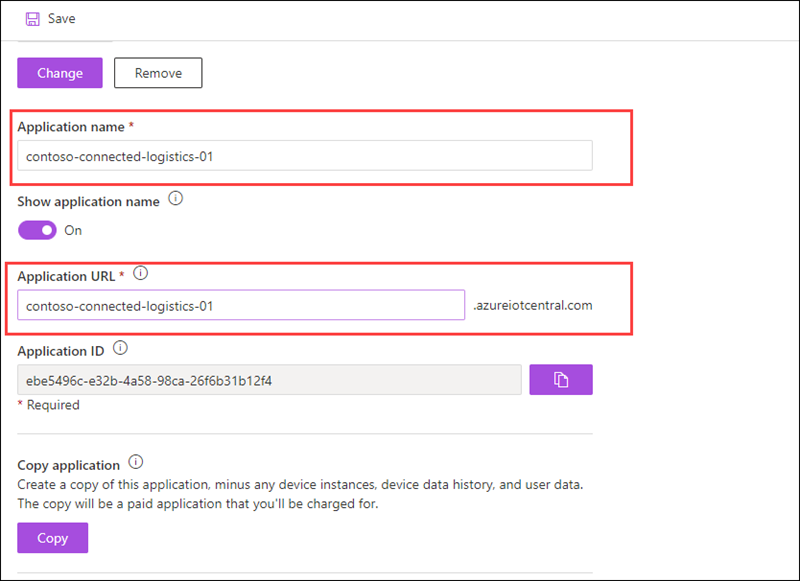 Save
Change Remove
Application name *
contoso-connected-logistics-01
Show application name
On
Application URL *
contoso-connected-logistics-01 .azureiotcentral.com
Application ID
ebe5496c-e32b-4a58-98ca-26f6b31b12f4
* Required
Copy application
Create a copy of this application, minus any device instances, device data history, and user data.
The copy will be a paid application that you'll be charged for.
Copy